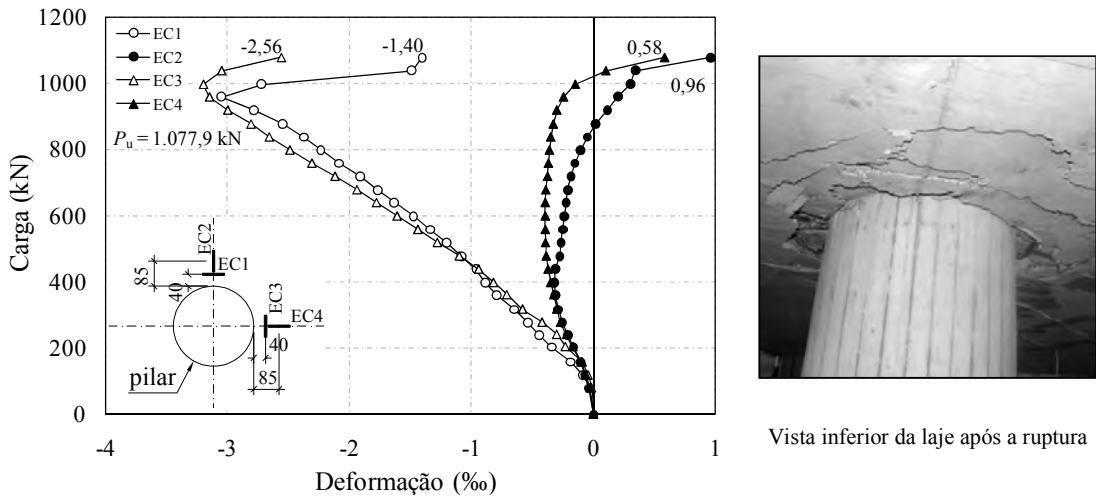 1200
1000
800
600
400
200
0
Carga (kN)
-4
-3
-2
-1
0
1
Deformação (‰)
EC1
EC2
EC3
EC4
-2,56
-1,40
0,58
0,96
Pu = 1.077,9 kN
EC2
EC1
85
40
EC3
EC4
40
85
pilar
Vista inferior da laje após a ruptura